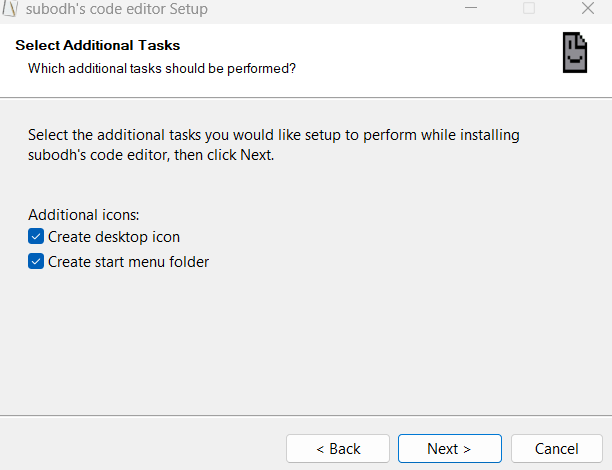 subodh's code editor Setup
Select Additional Tasks
Which additional tasks should be performed?
Select the additional tasks you would like setup to perform while installing
subodh's code editor, then click Next.
Additional icons:
Create desktop icon
Create start menu folder
< Back
Next >
Cancel